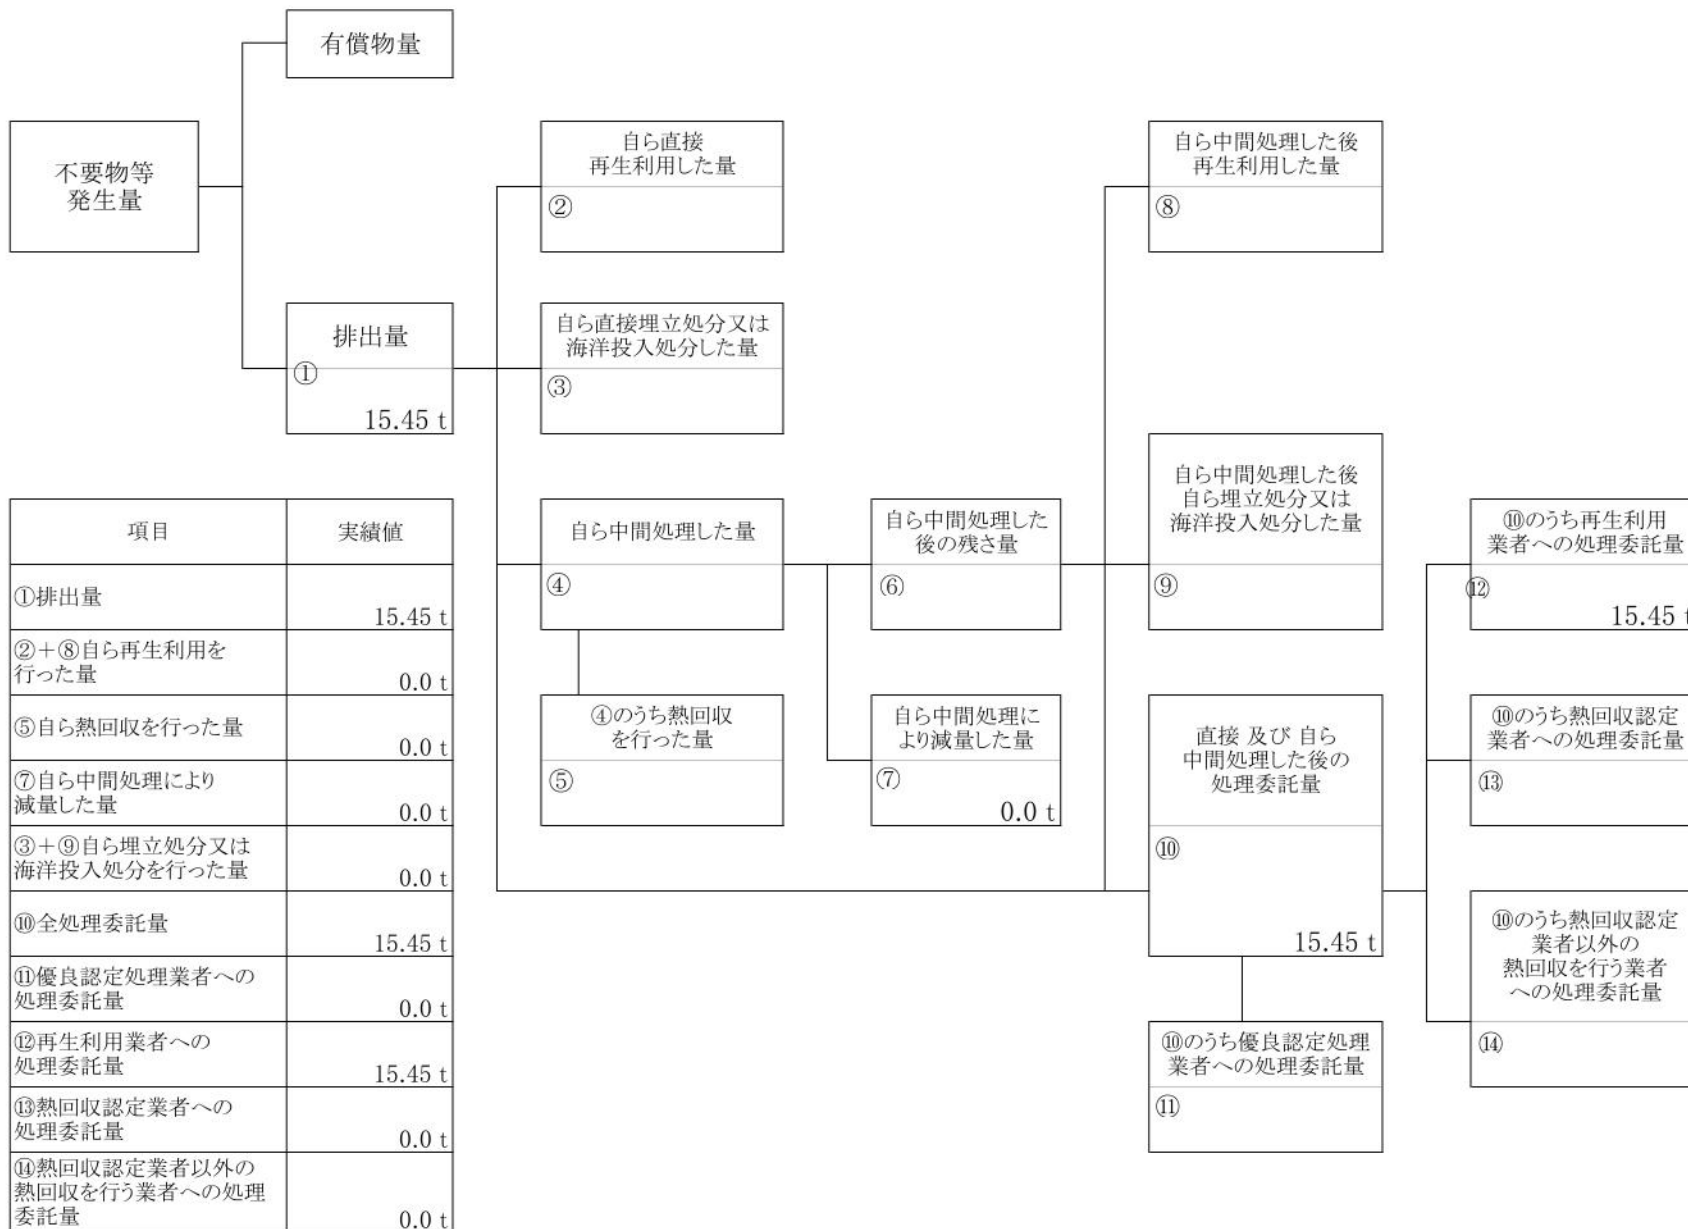 有償物量
不要物等
発生量
自ら直接
再生利用した量
②
自ら中間処理した後
再生利用した量
⑧
排出量
①
15.45 t
自ら直接埋立処分又は
海洋投入処分した量
③
自ら中間処理した量
④
自ら中間処理した
後の残さ量
⑥
自ら中間処理した後
自ら埋立処分又は
海洋投入処分した量
⑨
⑩のうち再生利用
業者への処理委託量
⑫
15.45 t
④のうち熱回収
を行った量
⑤
自ら中間処理に
より減量した量
⑦
0.0 t
直接 及び 自ら
中間処理した後の
処理委託量
⑩
15.45 t
⑩のうち熱回収認定
業者への処理委託量
⑬
⑩のうち熱回収認定
業者以外の
熱回収を行う業者
への処理委託量
⑭
⑩のうち優良認定処理
業者への処理委託量
⑪
項目 実績値
①排出量
15.45 t
②+⑧自ら再生利用を
行った量
0.0 t
⑤自ら熱回収を行った量
0.0 t
⑦自ら中間処理により
減量した量
0.0 t
③+⑨自ら埋立処分又は
海洋投入処分を行った量
0.0 t
⑩全処理委託量
15.45 t
⑪優良認定処理業者への
処理委託量
0.0 t
⑫再生利用業者への
処理委託量
15.45 t
⑬熱回収認定業者への
処理委託量
0.0 t
⑭熱回収認定業者以外の
熱回収を行う業者への処理
委託量
0.0 t